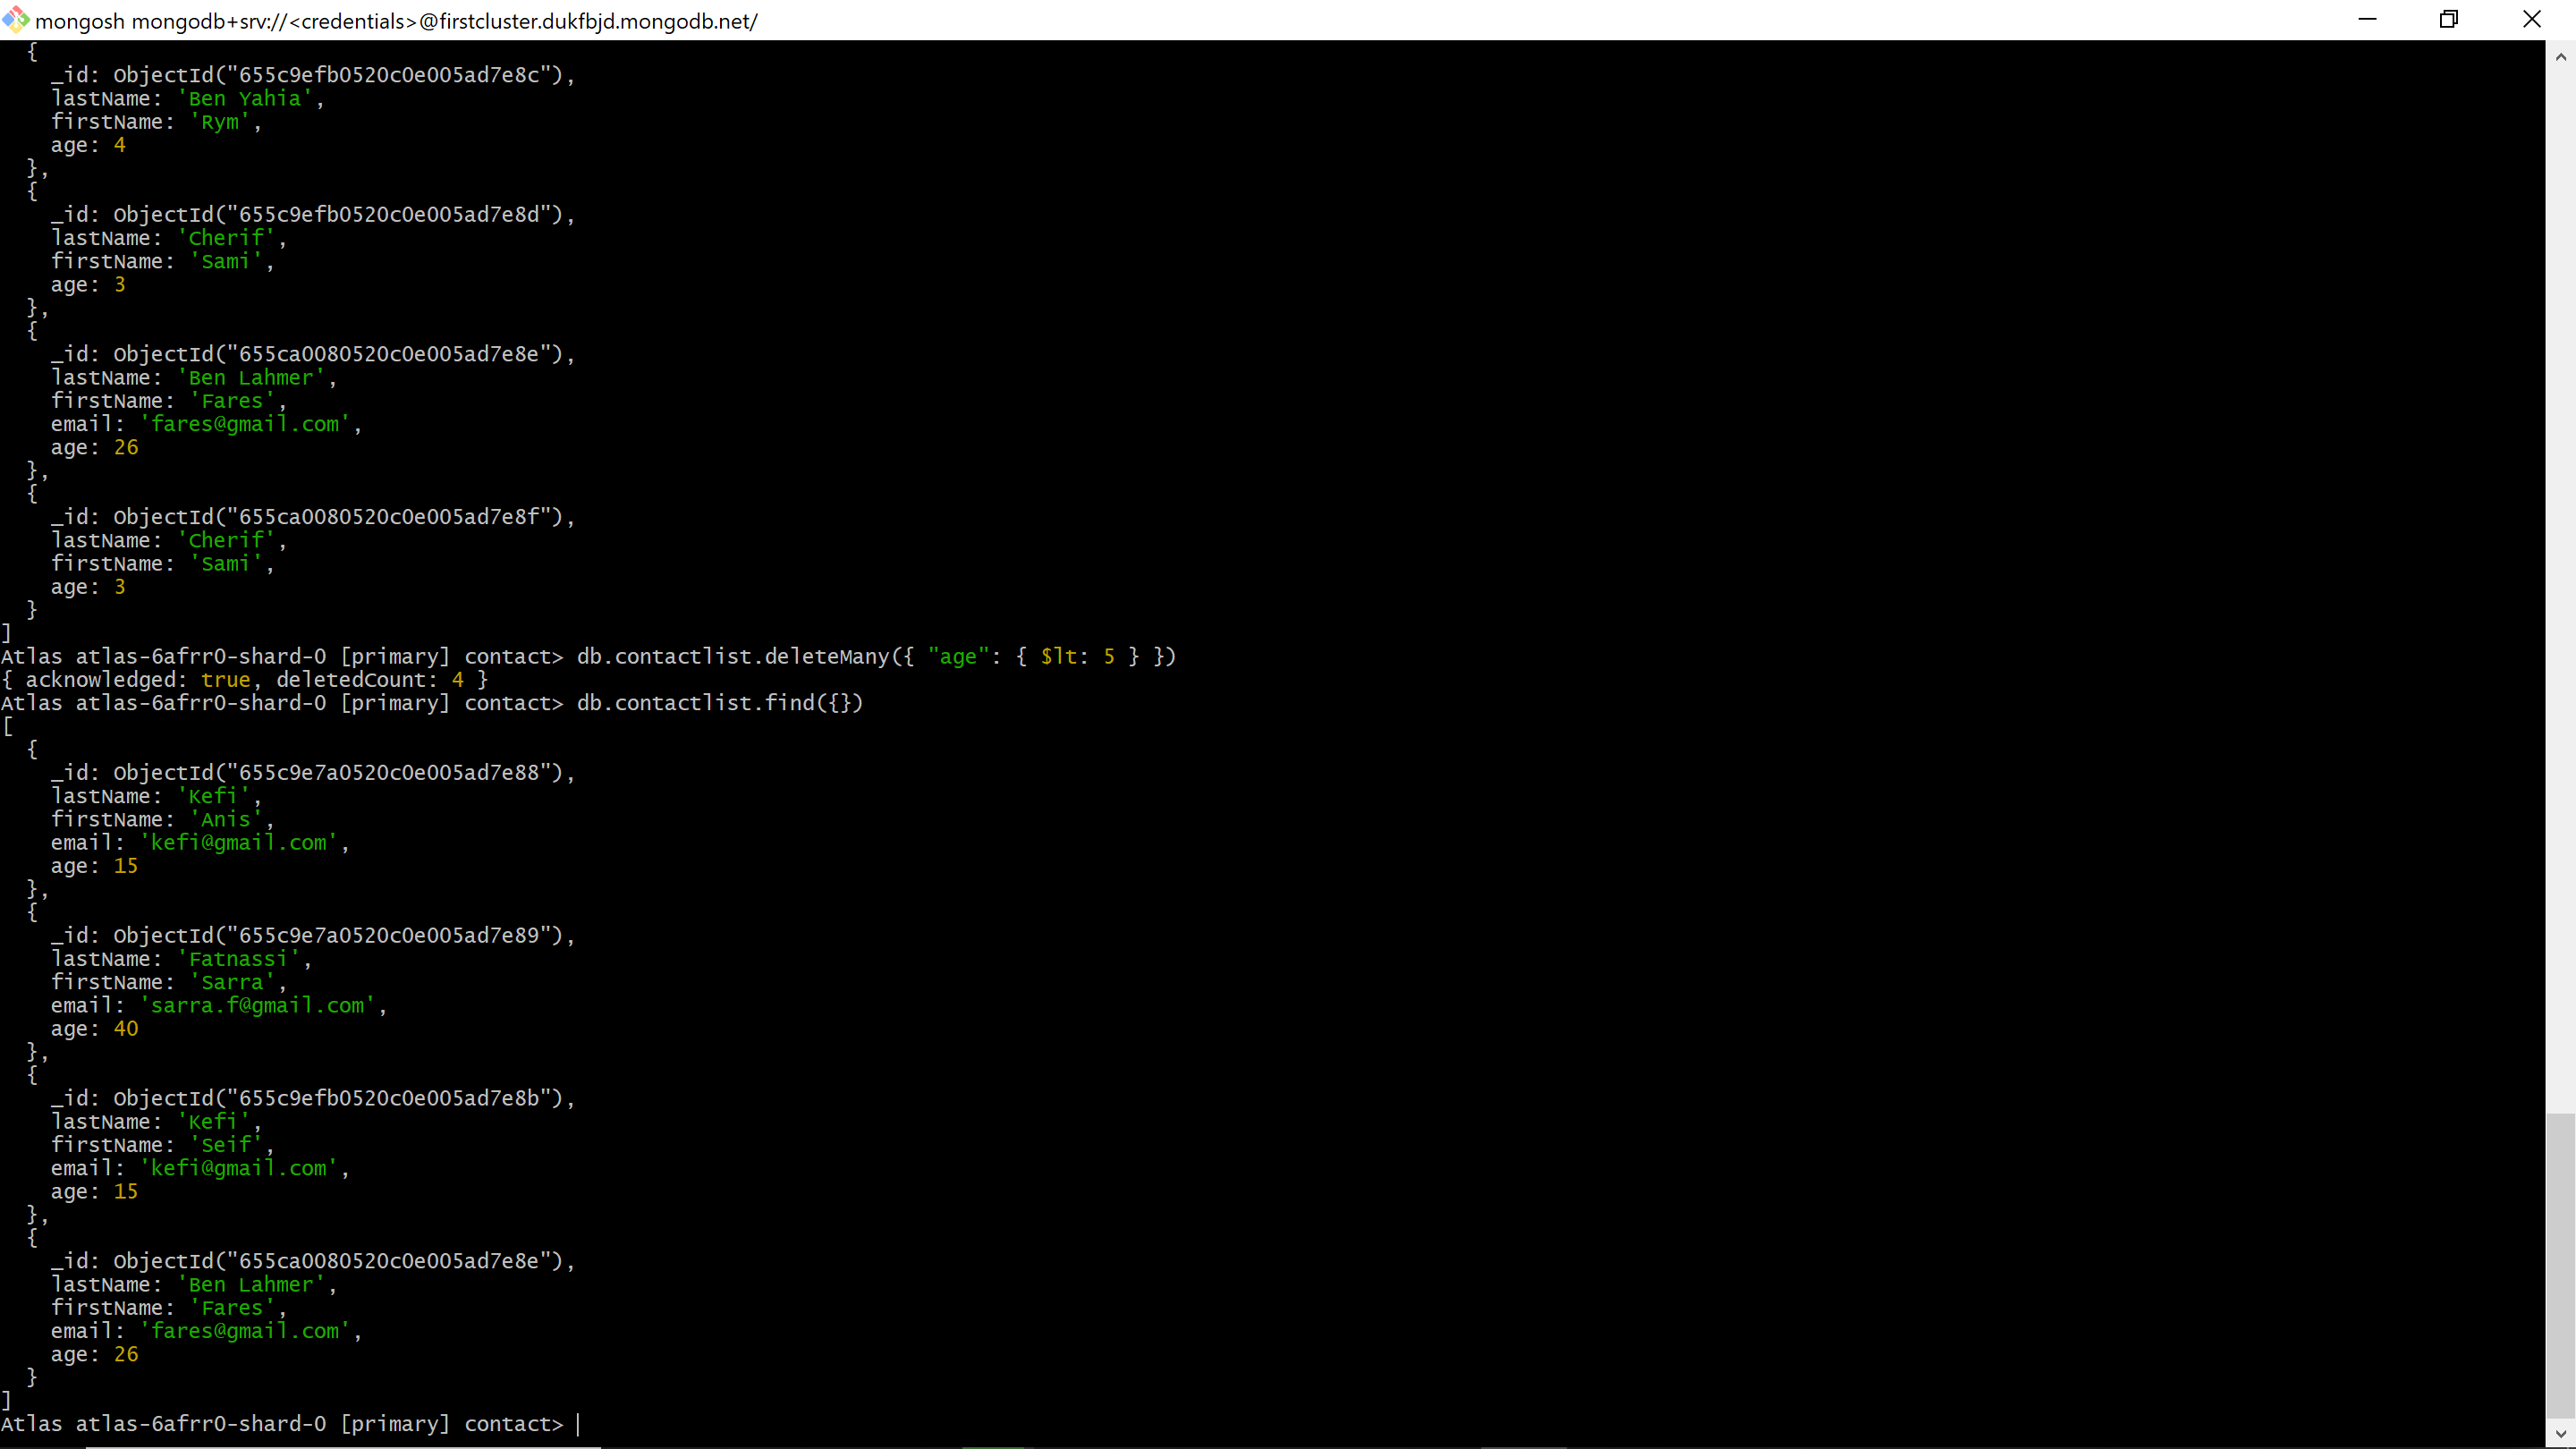 mongosh mongodb+srv://<credentials>@firstcluster.dukfbjd.mongodb.net/
  {
    _id: ObjectId("655c9efb0520c0e005ad7e8c"),
    lastName: 'Ben Yahia',
    firstName: 'Rym',
    age: 4
  },
  {
    _id: ObjectId("655c9efb0520c0e005ad7e8d"),
    lastName: 'Cherif',
    firstName: 'Sami',
    age: 3
  },
  {
    _id: ObjectId("655ca0080520c0e005ad7e8e"),
    lastName: 'Ben Lahmer',
    firstName: 'Fares',
    email: 'fares@gmail.com',
    age: 26
  },
  {
    _id: ObjectId("655ca0080520c0e005ad7e8f"),
    lastName: 'Cherif',
    firstName: 'Sami',
    age: 3
  }
]
Atlas atlas-6afrr0-shard-0 [primary] contact> db.contactlist.deleteMany({ "age": { $lt: 5 } })
{ acknowledged: true, deletedCount: 4 }
Atlas atlas-6afrr0-shard-0 [primary] contact> db.contactlist.find({})
[
  {
    _id: ObjectId("655c9e7a0520c0e005ad7e88"),
    lastName: 'Kefi',
    firstName: 'Anis',
    email: 'kefi@gmail.com',
    age: 15
  },
  {
    _id: ObjectId("655c9e7a0520c0e005ad7e89"),
    lastName: 'Fatnassi',
    firstName: 'Sarra',
    email: 'sarra.f@gmail.com',
    age: 40
  },
  {
    _id: ObjectId("655c9efb0520c0e005ad7e8b"),
    lastName: 'Kefi',
    firstName: 'Seif',
    email: 'kefi@gmail.com',
    age: 15
  },
  {
    _id: ObjectId("655ca0080520c0e005ad7e8e"),
    lastName: 'Ben Lahmer',
    firstName: 'Fares',
    email: 'fares@gmail.com',
    age: 26
  }
]
Atlas atlas-6afrr0-shard-0 [primary] contact>